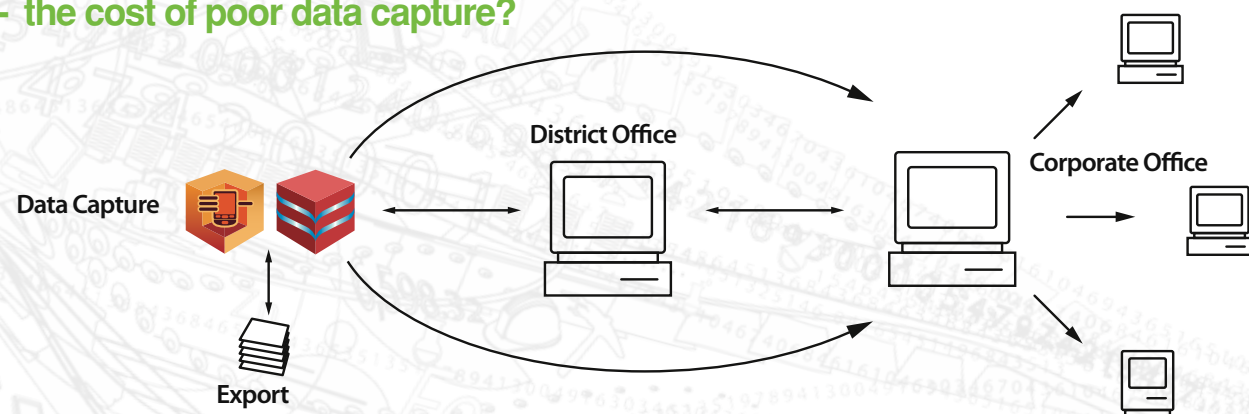 - the cost of poor data capture?
District Office
Corporate Office
Data Capture
Export